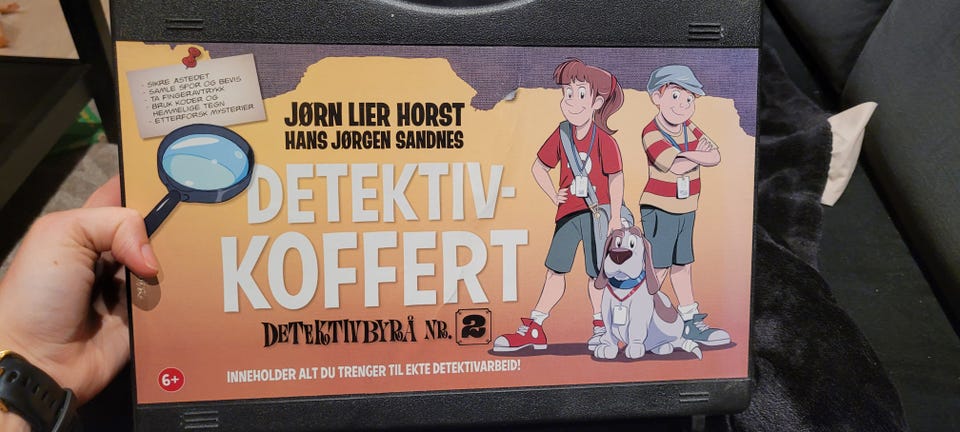 - SIKRE ÅSTEDET
- SAMLE SPOR OG BEVIS
- TA FINGERAVTRYKK
- BRUK KODER OG
HEMMELIGE TEGN
- ETTERFORSK MYSTERIER
JØRN LIER HORST
HANS JØRGEN SANDNES
DETEKTIV-
KOFFERT
DETEKTIVBYRÅ NR. 2
6+
INNEHOLDER ALT DU TRENGER TIL EKTE DETEKTIVARBEID!